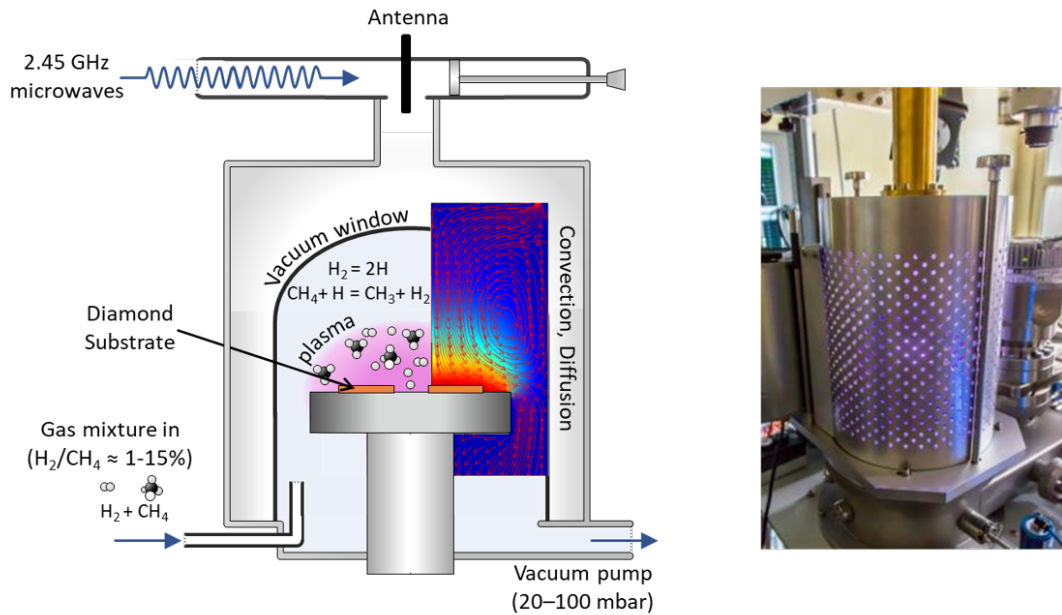 Antenna
2.45 GHz
microwaves
Vacuum window
H₂ = 2H
CH₄+ H = CH₃+ H₂
plasma
Convection, Diffusion
Diamond
Substrate
Gas mixture in
(H₂/CH₄ ≈ 1-15%)
H₂ + CH₄
Vacuum pump
(20–100 mbar)